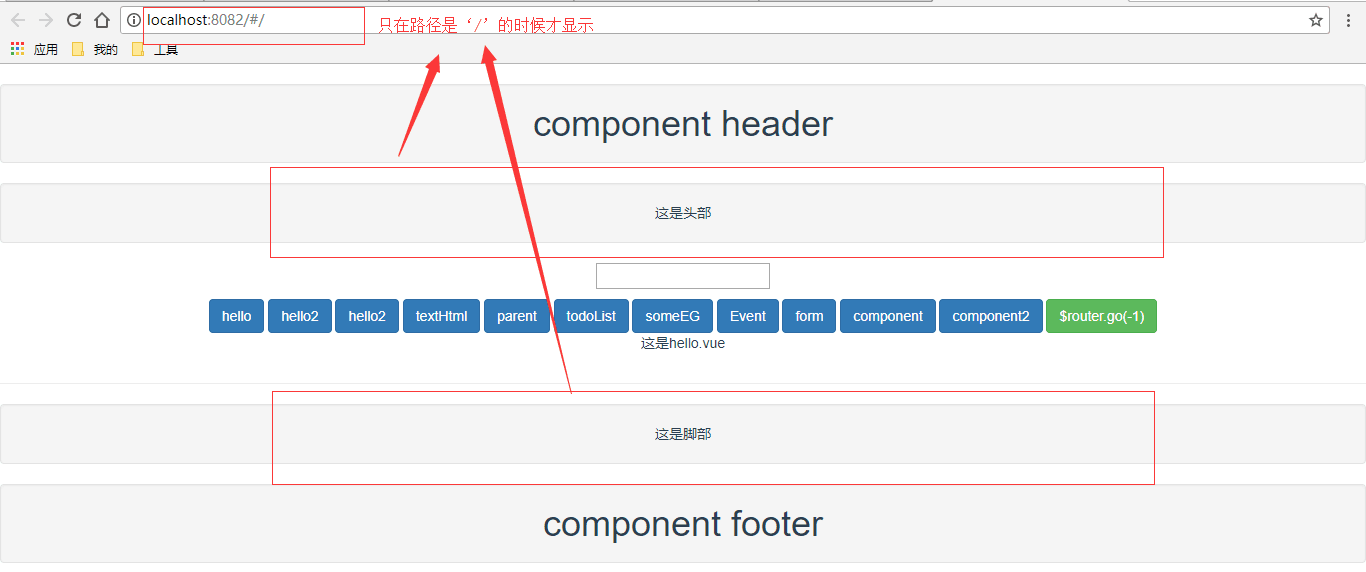 localhost:8082/#/
只在路径是‘/’的时候才显示
应用 我的 工具
component header
这是头部
hello hello2 hello2 textHtml parent todoList someEG Event form component component2 $router.go(-1)
这是hello.vue
这是脚部
component footer